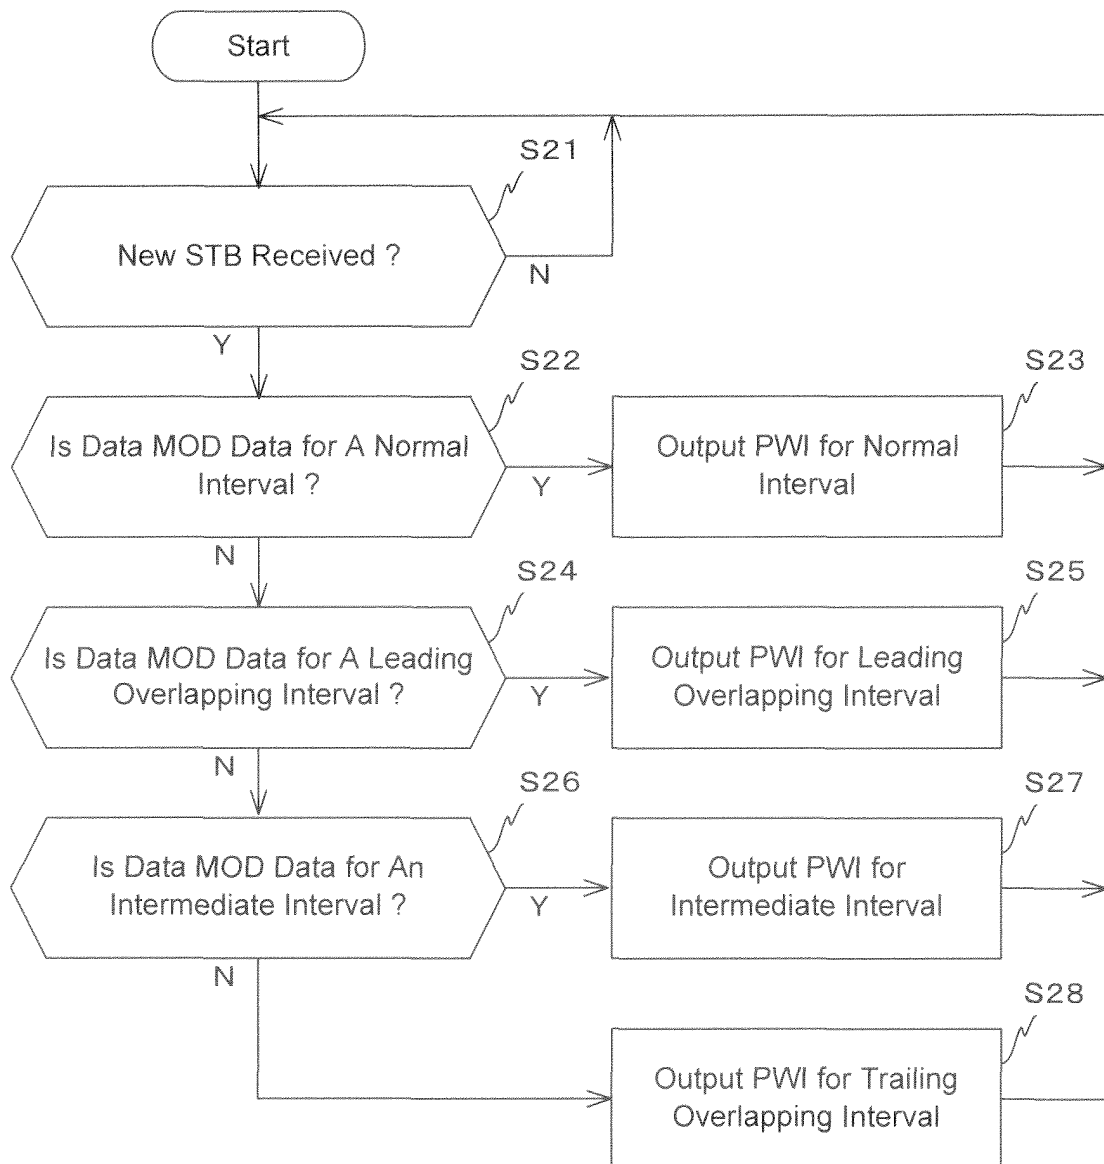 Start
S21
New STB Received ?
N
Y
S22
S23
Is Data MOD Data for A Normal
Interval ?
Y
Output PWI for Normal
Interval
N
S24
S25
Is Data MOD Data for A Leading
Overlapping Interval ?
Y
Output PWI for Leading
Overlapping Interval
N
S26
S27
Is Data MOD Data for An
Intermediate Interval ?
Y
Output PWI for
Intermediate Interval
N
S28
Output PWI for Trailing
Overlapping Interval